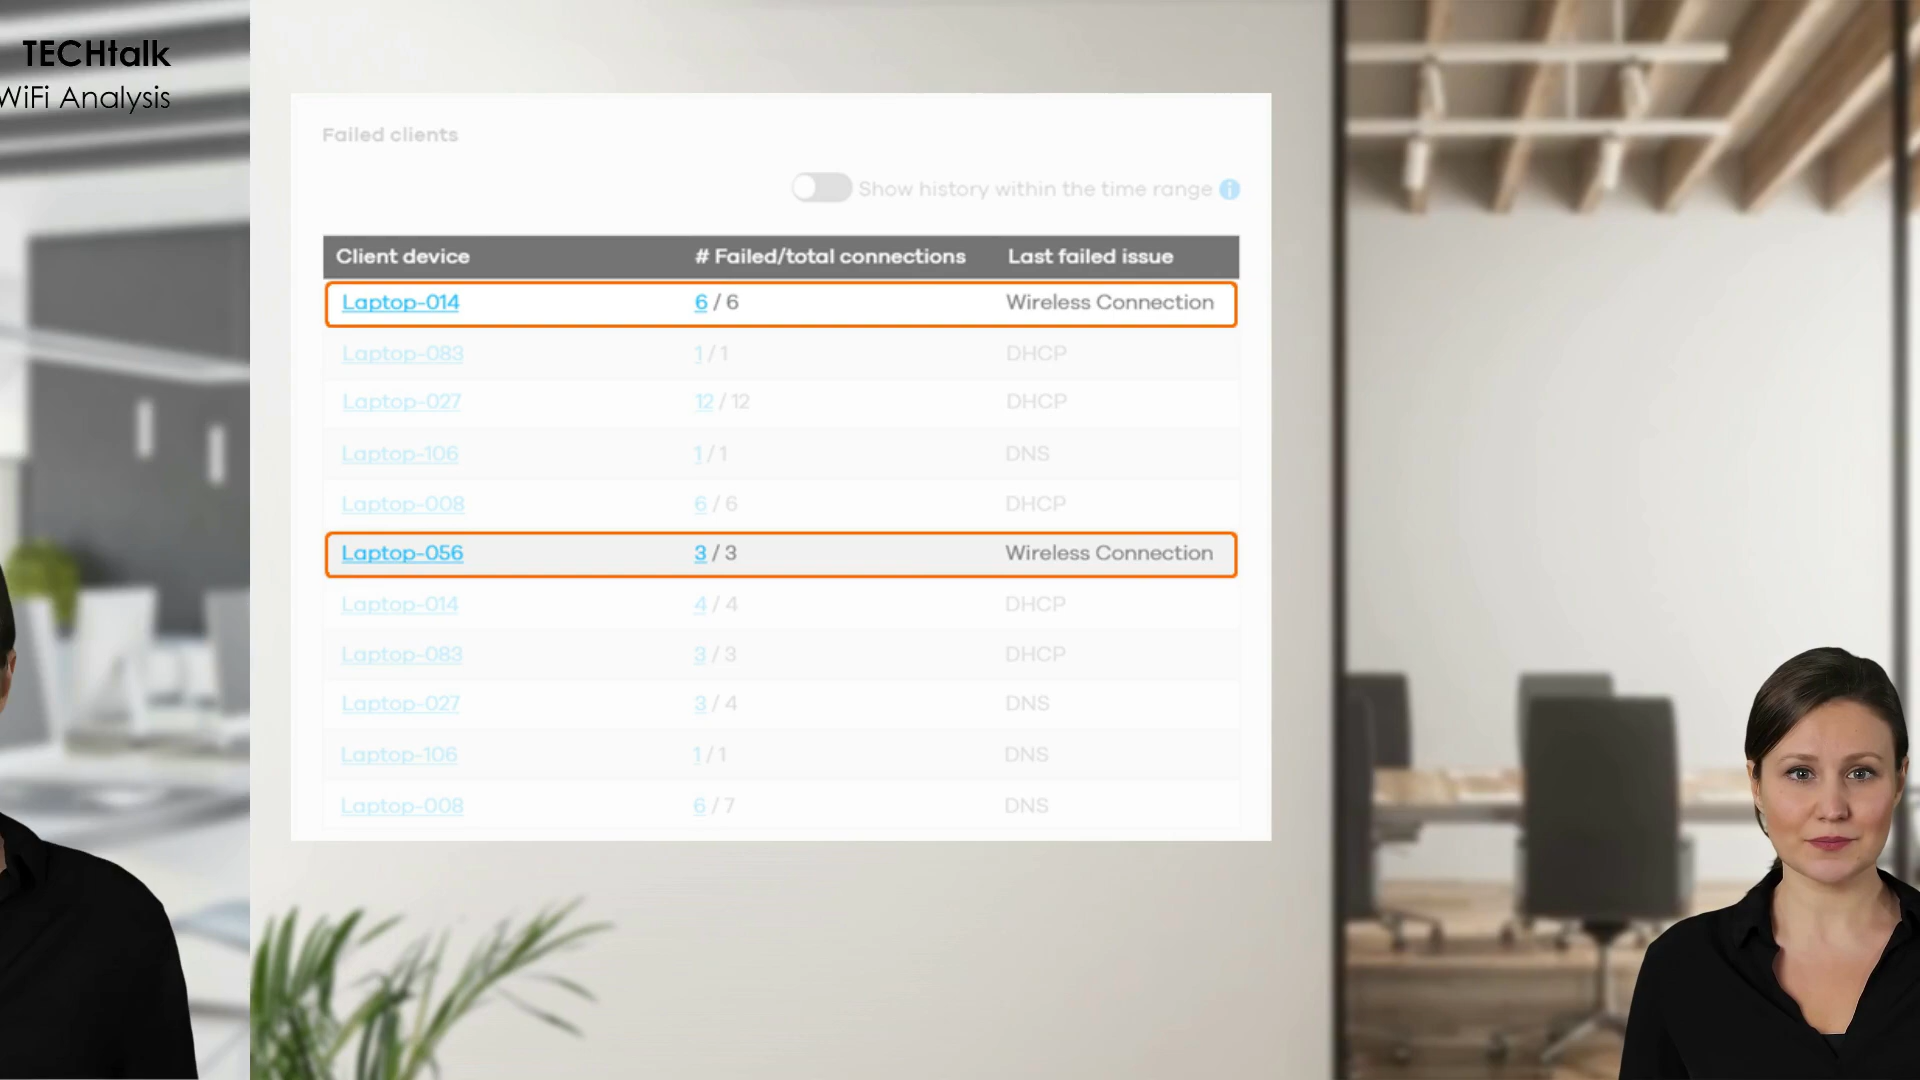 TECHtalk
WiFi Analysis
Failed clients
Show history within the time range
Client device # Failed/total connections Last failed issue
Laptop-014 6 / 6 Wireless Connection
Laptop-083 1 / 1 DHCP
Laptop-027 12 / 12 DHCP
Laptop-106 1 / 1 DNS
Laptop-008 6 / 6 DHCP
Laptop-056 3 / 3 Wireless Connection
Laptop-014 4 / 4 DHCP
Laptop-083 3 / 3 DHCP
Laptop-027 3 / 4 DNS
Laptop-106 1 / 1 DNS
Laptop-008 6 / 7 DNS